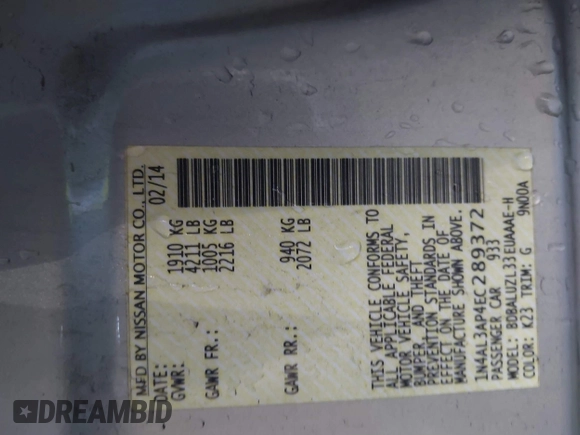 MFD BY NISSAN MOTOR CO., LTD.
DATE: 02/14
GVWR: 1910 KG
4211 LB
GAWR FR.: 1005 KG
2216 LB
GAWR RR.: 940 KG
2072 LB
THIS VEHICLE CONFORMS TO
ALL APPLICABLE FEDERAL
MOTOR VEHICLE SAFETY,
BUMPER, AND THEFT
PREVENTION STANDARDS IN
EFFECT ON THE DATE OF
MANUFACTURE SHOWN ABOVE.
1N4AL3AP4EC289372
PASSENGER CAR 933
MODEL: BDBALUZL33EUAAAE-H
COLOR: K23 TRIM: G 9N00A
DREAMBID